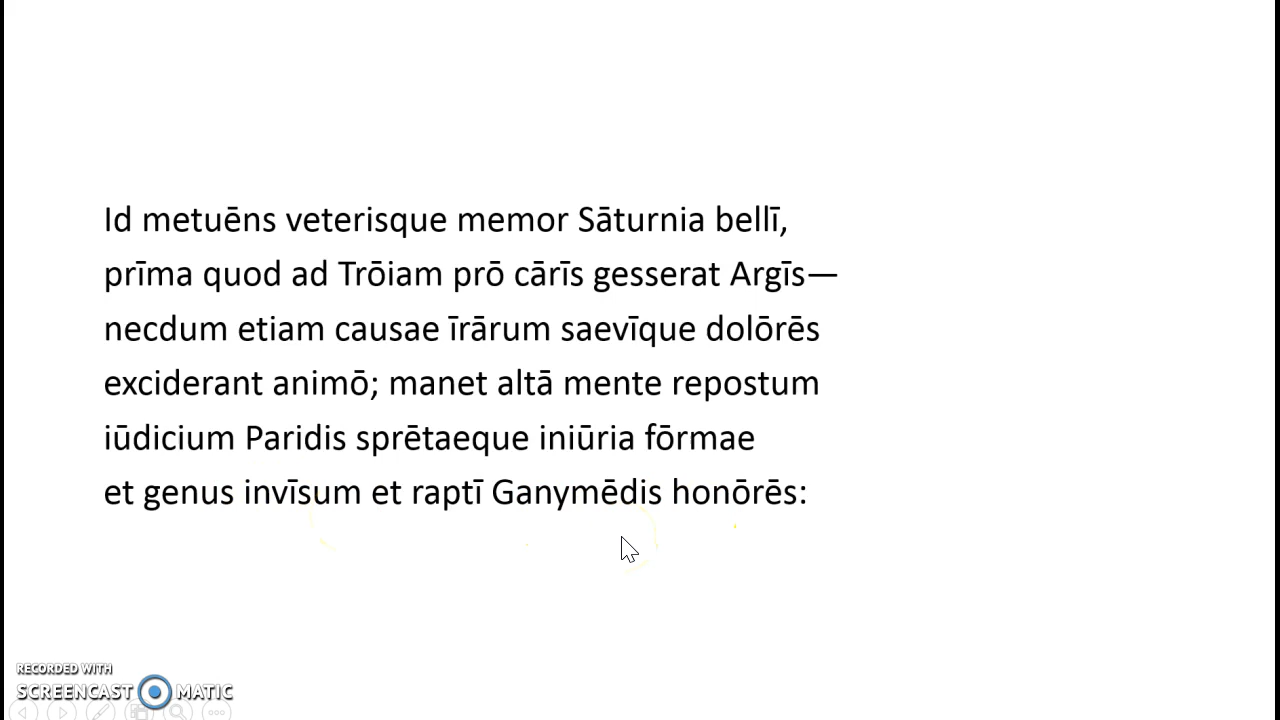 Id metuēns veterisque memor Sāturnia bellī,
prīma quod ad Trōiam prō cārīs gesserat Argīs—
necdum etiam causae īrārum saevīque dolōrēs
exciderant animō; manet altā mente repostum
iūdicium Paridis sprētaeque iniūria fōrmae
et genus invīsum et raptī Ganymēdis honōrēs:
RECORDED WITH
SCREENCAST MATIC